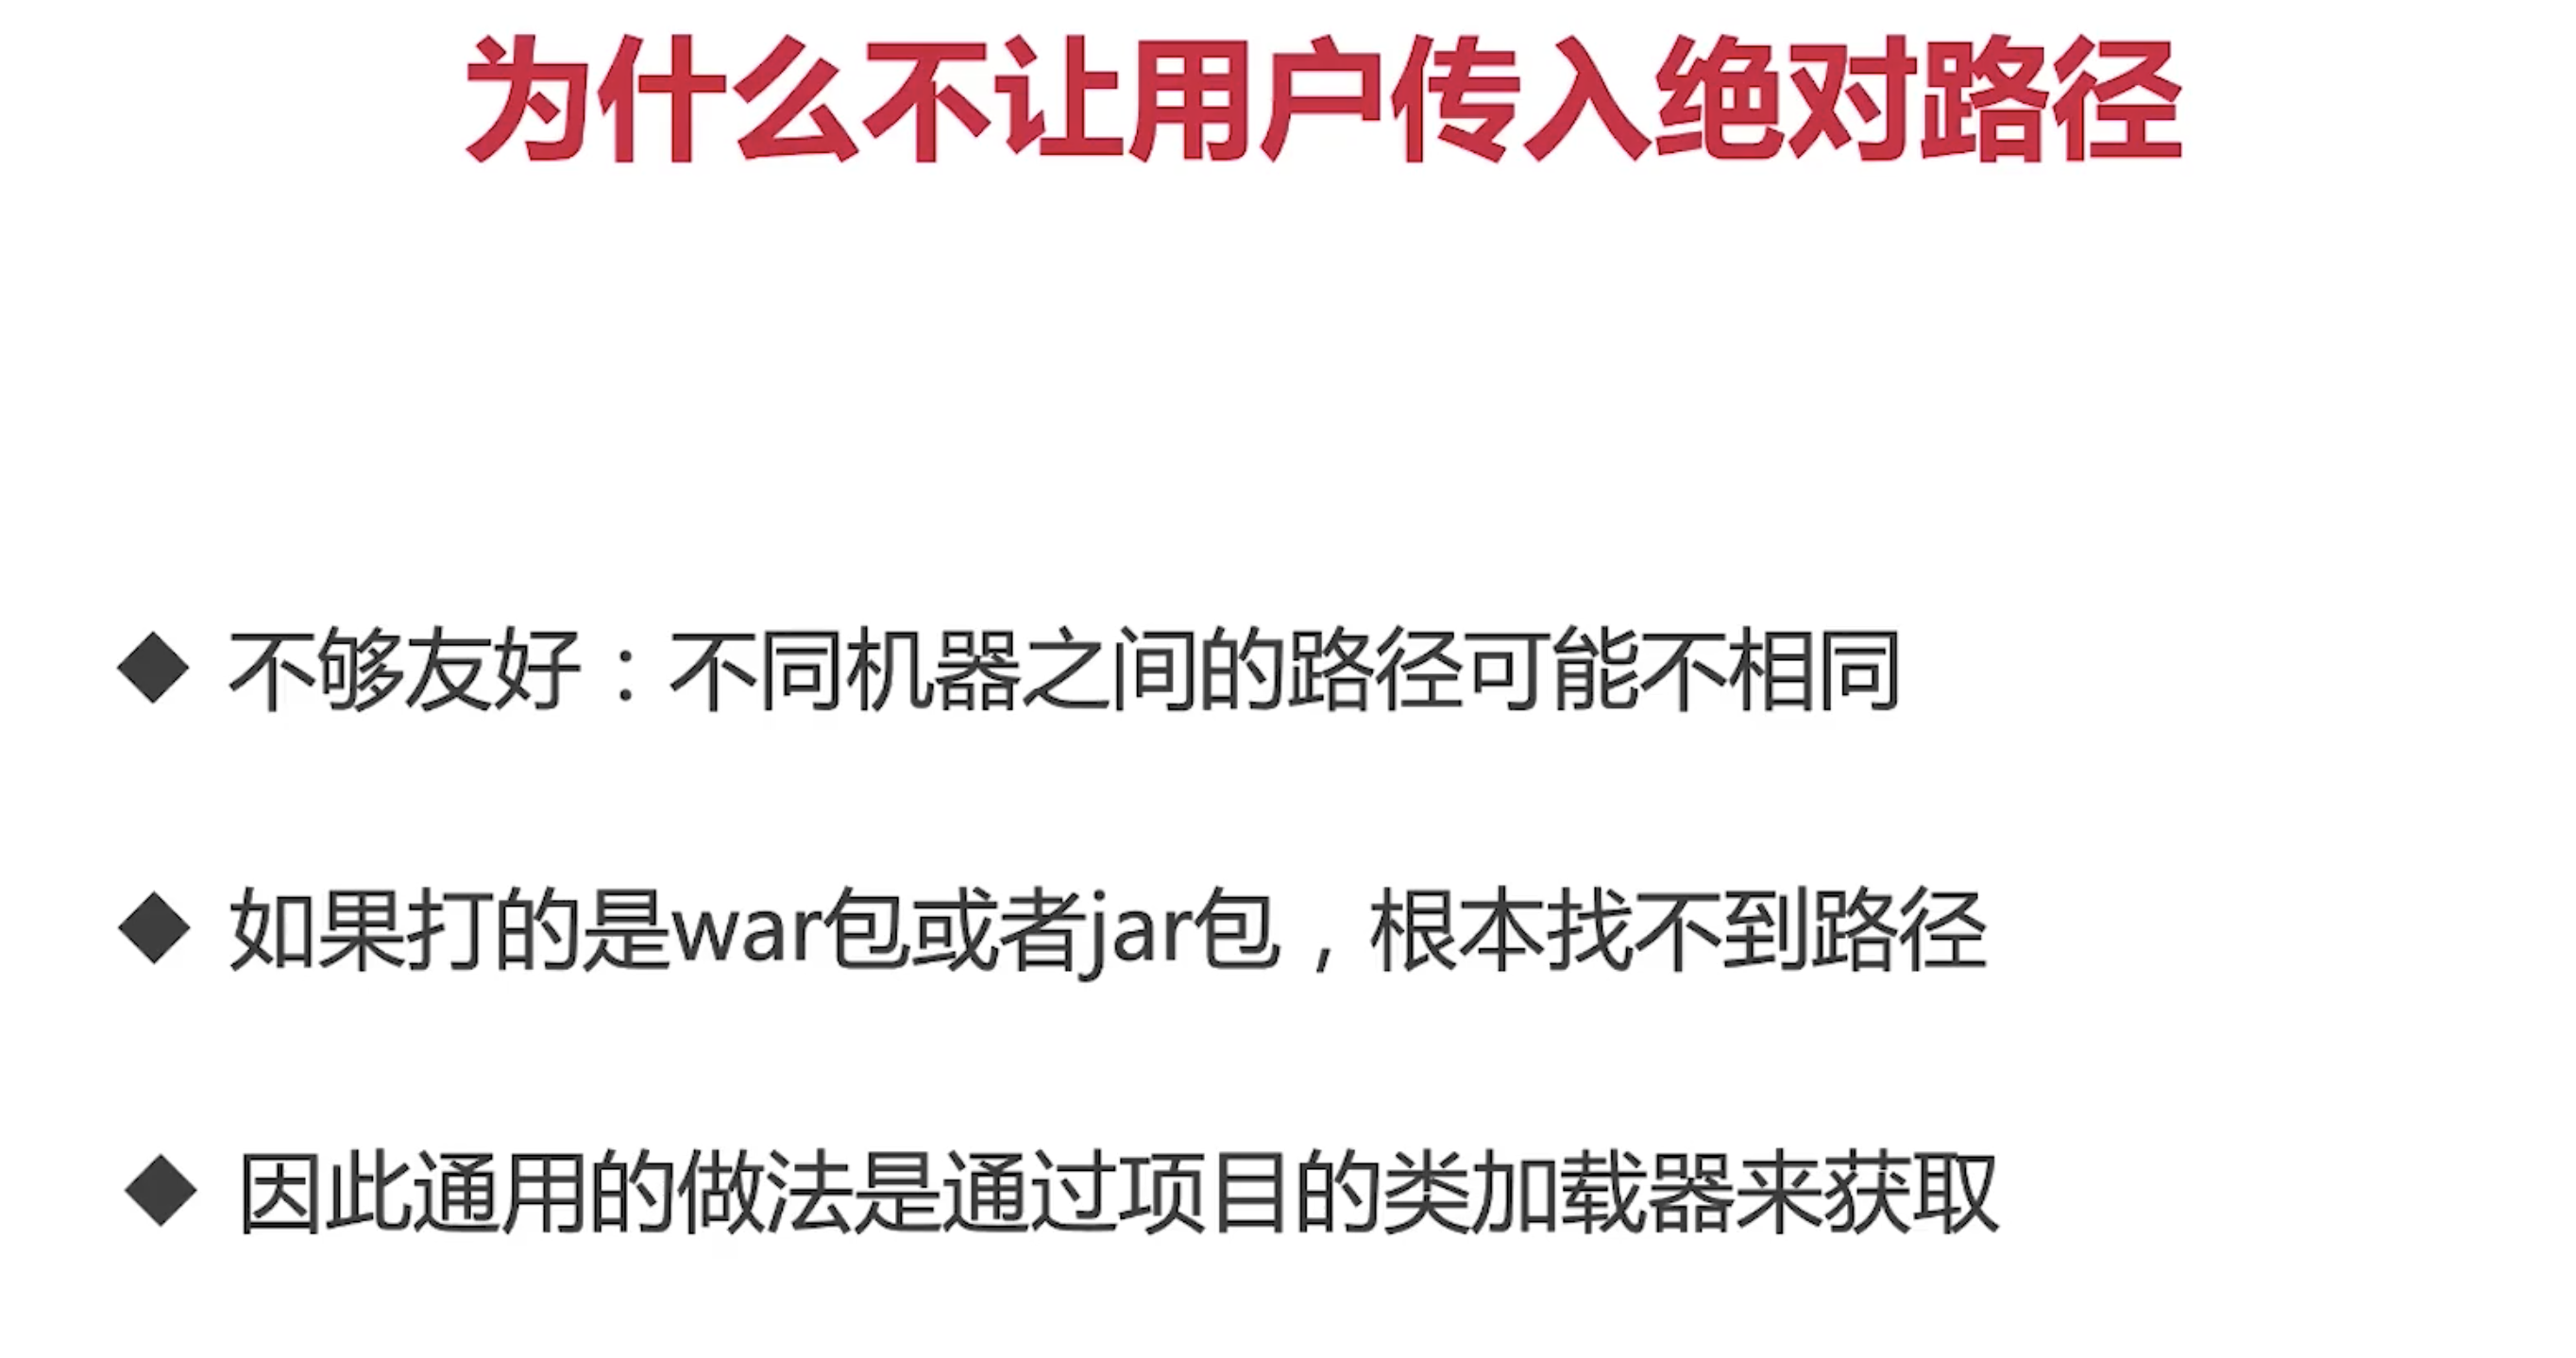 为什么不让用户传入绝对路径
◆ 不够友好：不同机器之间的路径可能不相同
◆ 如果打的是war包或者jar包，根本找不到路径
◆ 因此通用的做法是通过项目的类加载器来获取